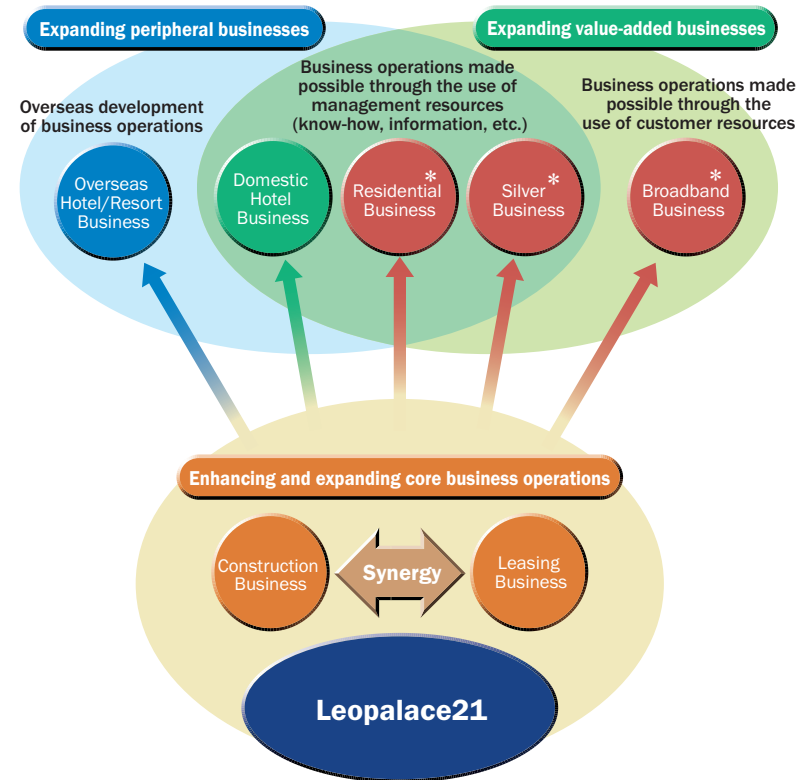 Expanding peripheral businesses
Expanding value-added businesses
Overseas development
of business operations
Business operations made
possible through the use of
management resources
(know-how, information, etc.)
Business operations made
possible through the
use of customer resources
Overseas
Hotel/Resort
Business
Domestic
Hotel
Business
*
Residential
Business
*
Silver
Business
*
Broadband
Business
Enhancing and expanding core business operations
Construction
Business
Synergy
Leasing
Business
Leopalace21